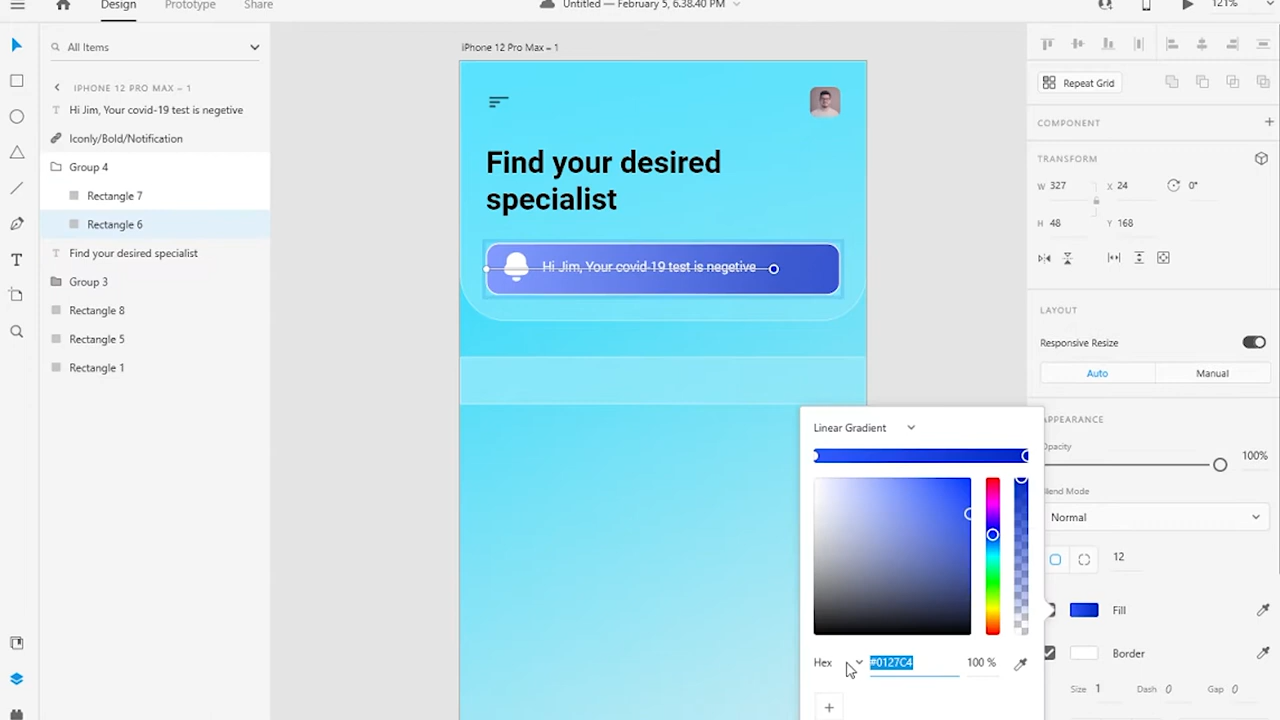 Design
Prototype
Share
Untitled — February 5, 6.38.40 PM
121%
All Items
IPHONE 12 PRO MAX – 1
Hi Jim, Your covid-19 test is negetive
Iconly/Bold/Notification
Group 4
Rectangle 7
Rectangle 6
Find your desired specialist
Group 3
Rectangle 8
Rectangle 5
Rectangle 1
iPhone 12 Pro Max – 1
Find your desired
specialist
Hi Jim, Your covid-19 test is negetive
Repeat Grid
COMPONENT
TRANSFORM
W 327
X 24
0°
H 48
Y 168
LAYOUT
Responsive Resize
Auto
Manual
APPEARANCE
Opacity
100%
Blend Mode
Normal
12
Fill
Border
Size 1
Dash 0
Gap 0
Linear Gradient
Hex
#0127C4
100 %